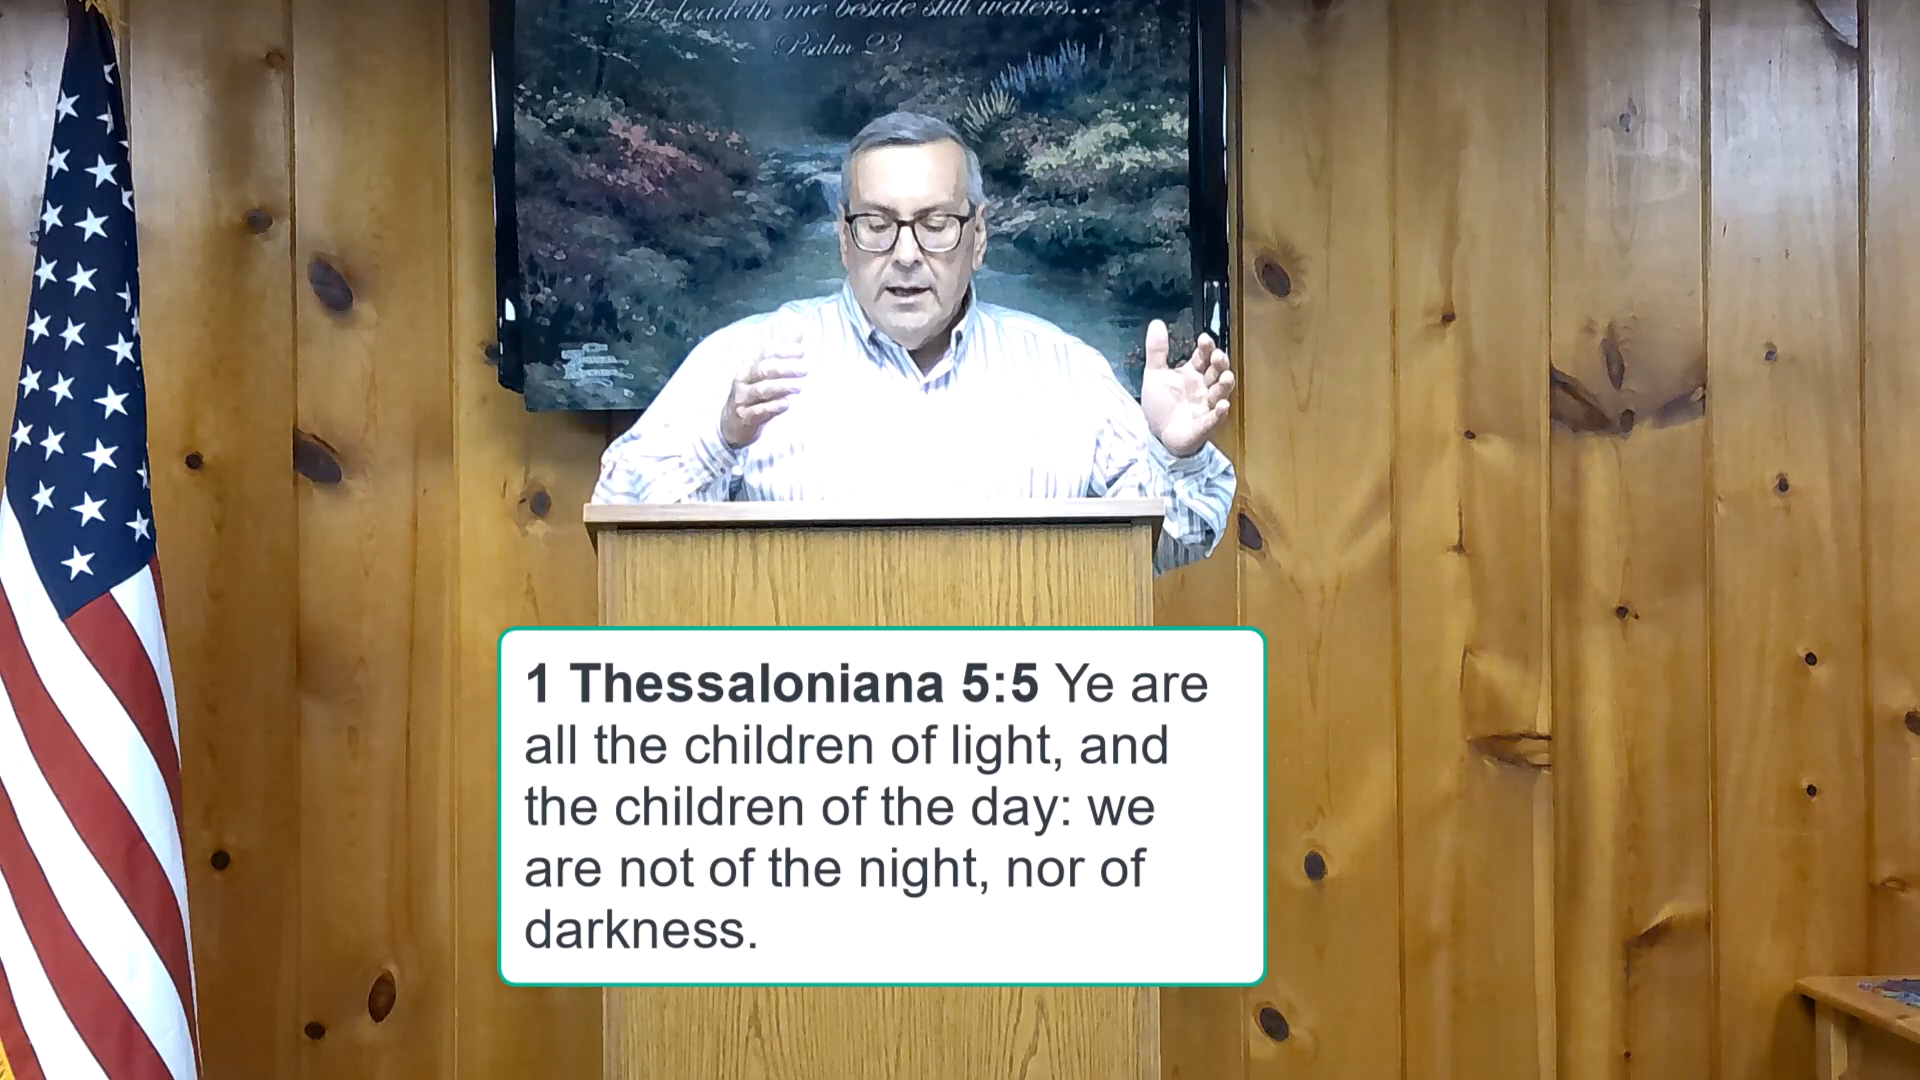 "He leadeth me beside still waters...
Psalm 23
1 Thessaloniana 5:5 Ye are
all the children of light, and
the children of the day: we
are not of the night, nor of
darkness.